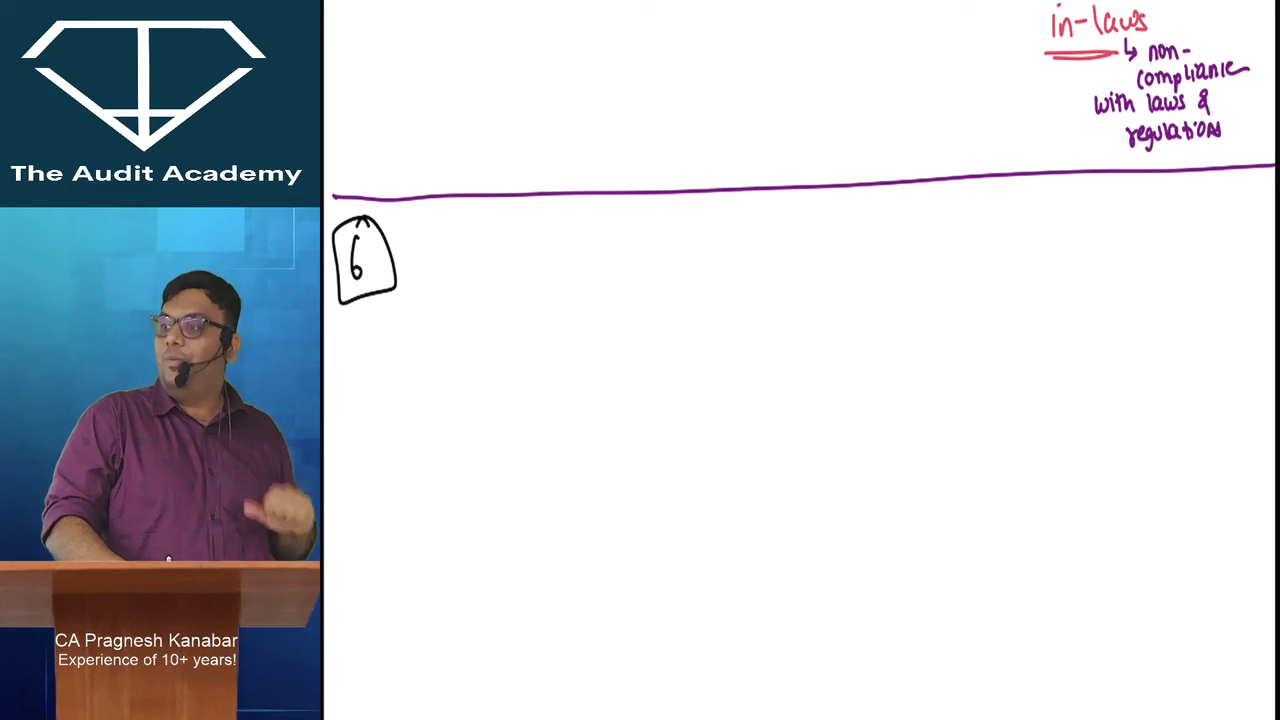 The Audit Academy
in-laws
↳ non-
compliance
with laws &
regulations
6
CA Pragnesh Kanabar
Experience of 10+ years!